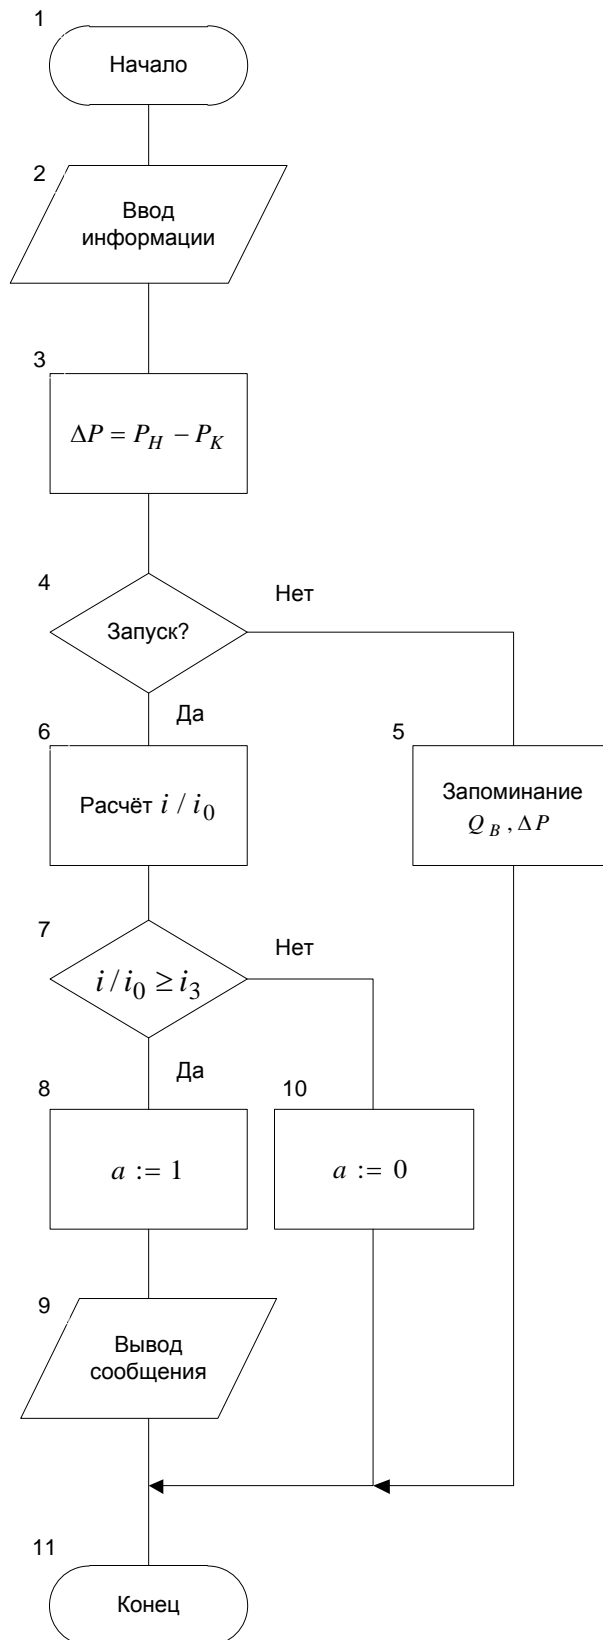 1
Начало
2
Ввод
информации
3
ΔP = P_H − P_K
4
Запуск?
Нет
Да
6
Расчёт i / i_0
5
Запоминание
Q_B , ΔP
7
i / i_0 ≥ i_3
Нет
Да
8
a := 1
10
a := 0
9
Вывод
сообщения
11
Конец